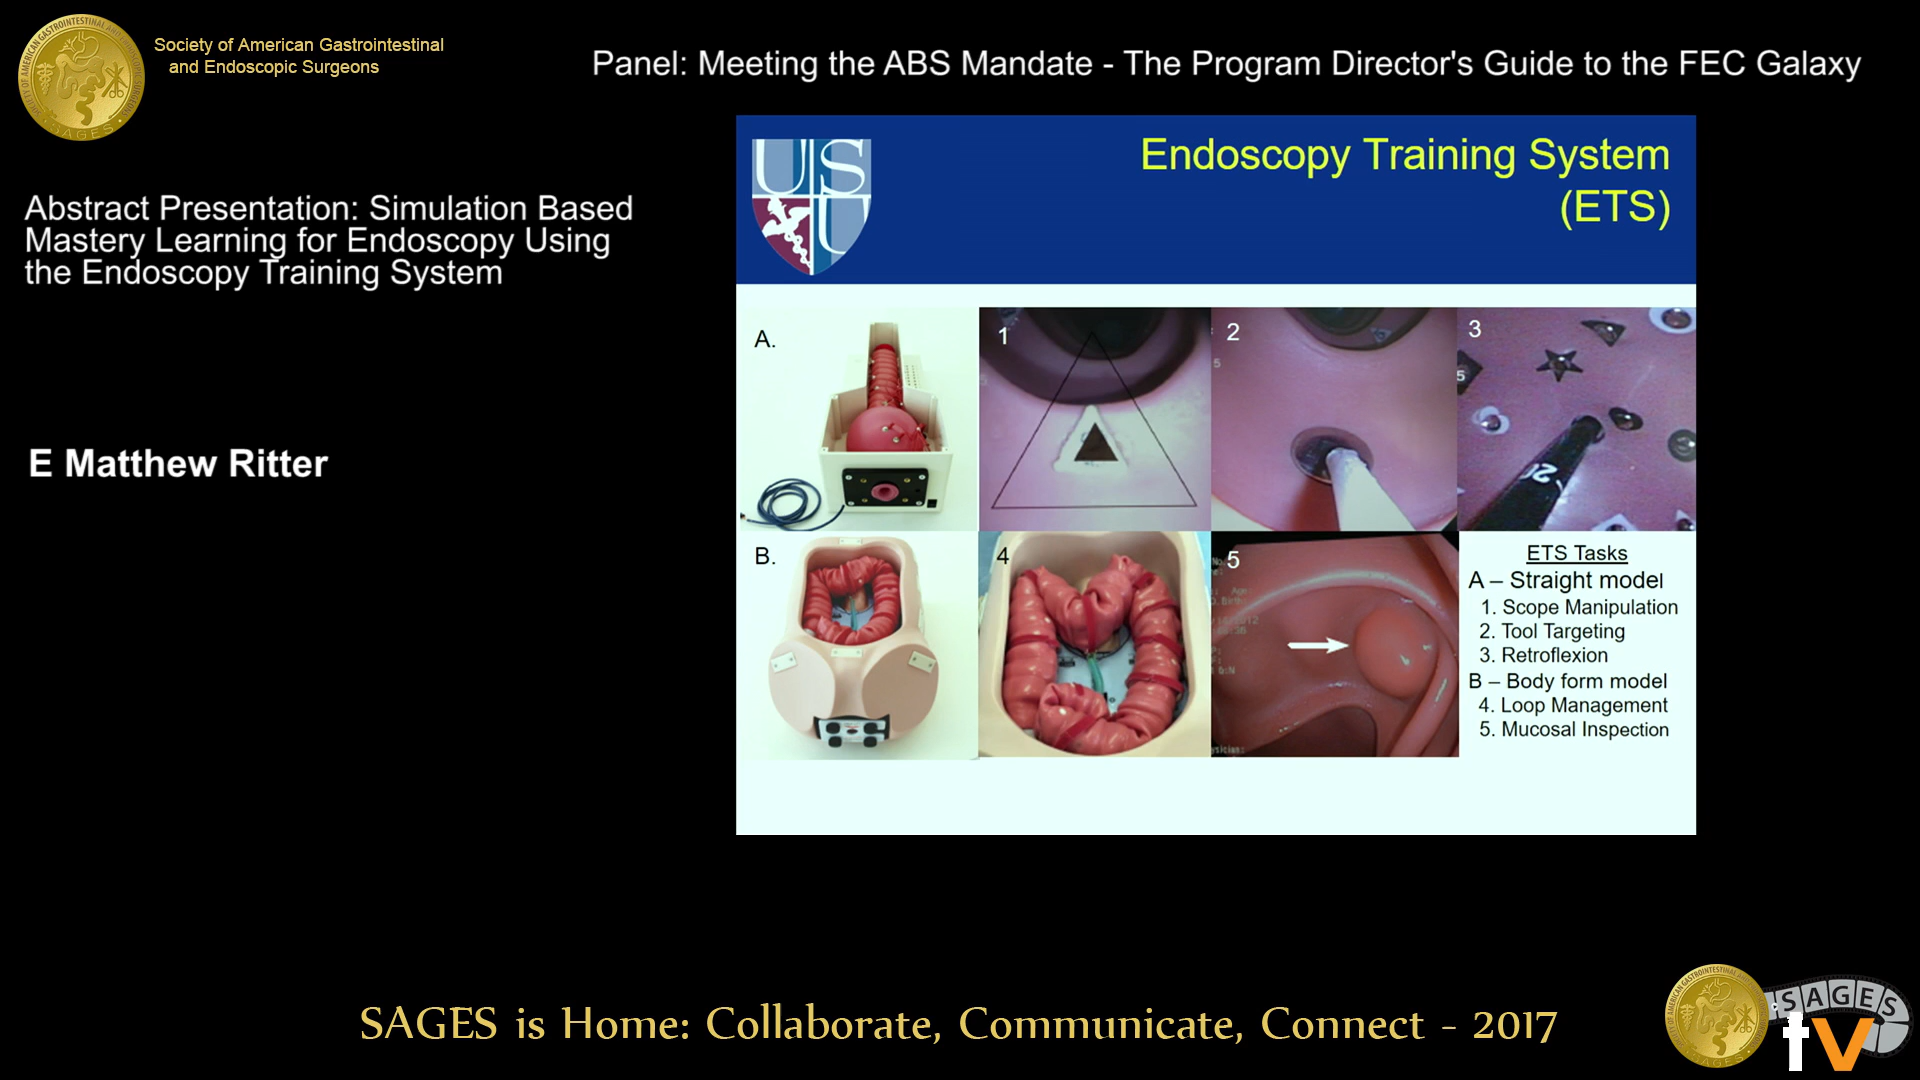 Society of American Gastrointestinal
and Endoscopic Surgeons
Panel: Meeting the ABS Mandate - The Program Director's Guide to the FEC Galaxy
Abstract Presentation: Simulation Based
Mastery Learning for Endoscopy Using
the Endoscopy Training System
E Matthew Ritter
USU
Endoscopy Training System
(ETS)
A.
1
2
3
5
5
B.
4
5
ETS Tasks
A – Straight model
1. Scope Manipulation
2. Tool Targeting
3. Retroflexion
B – Body form model
4. Loop Management
5. Mucosal Inspection
SAGES is Home: Collaborate, Communicate, Connect - 2017
SAGES
tv